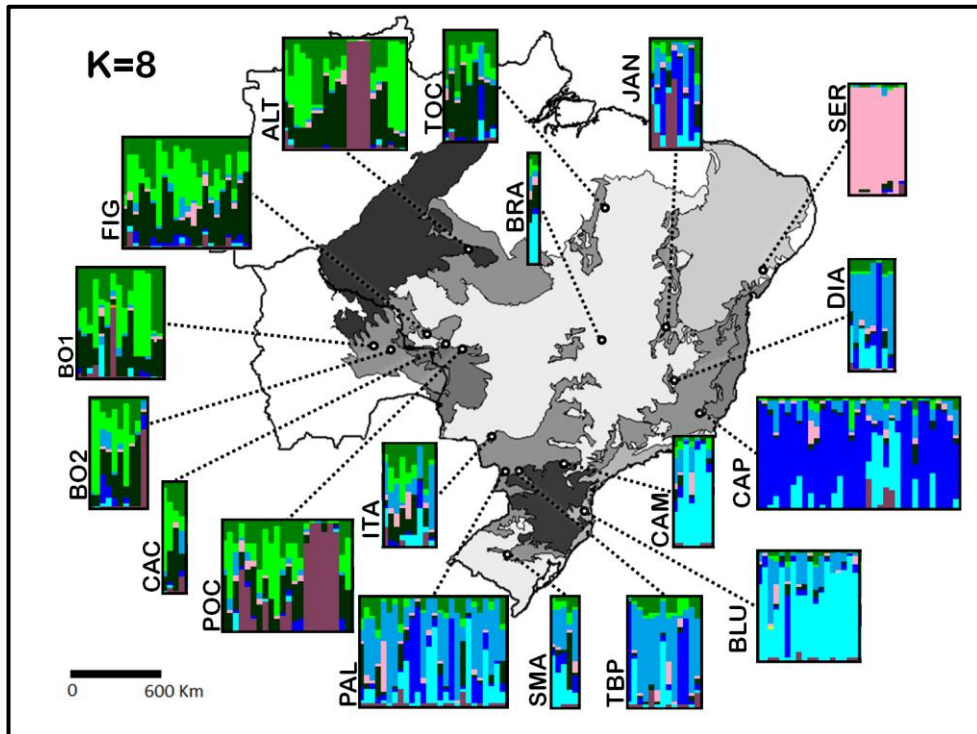 K=8
ALT
TOC
JAN
SER
FIG
BRA
DIA
BO1
BO2
CAC
POC
ITA
CAM
CAP
PAL
SMA
TBP
BLU
0 600 Km